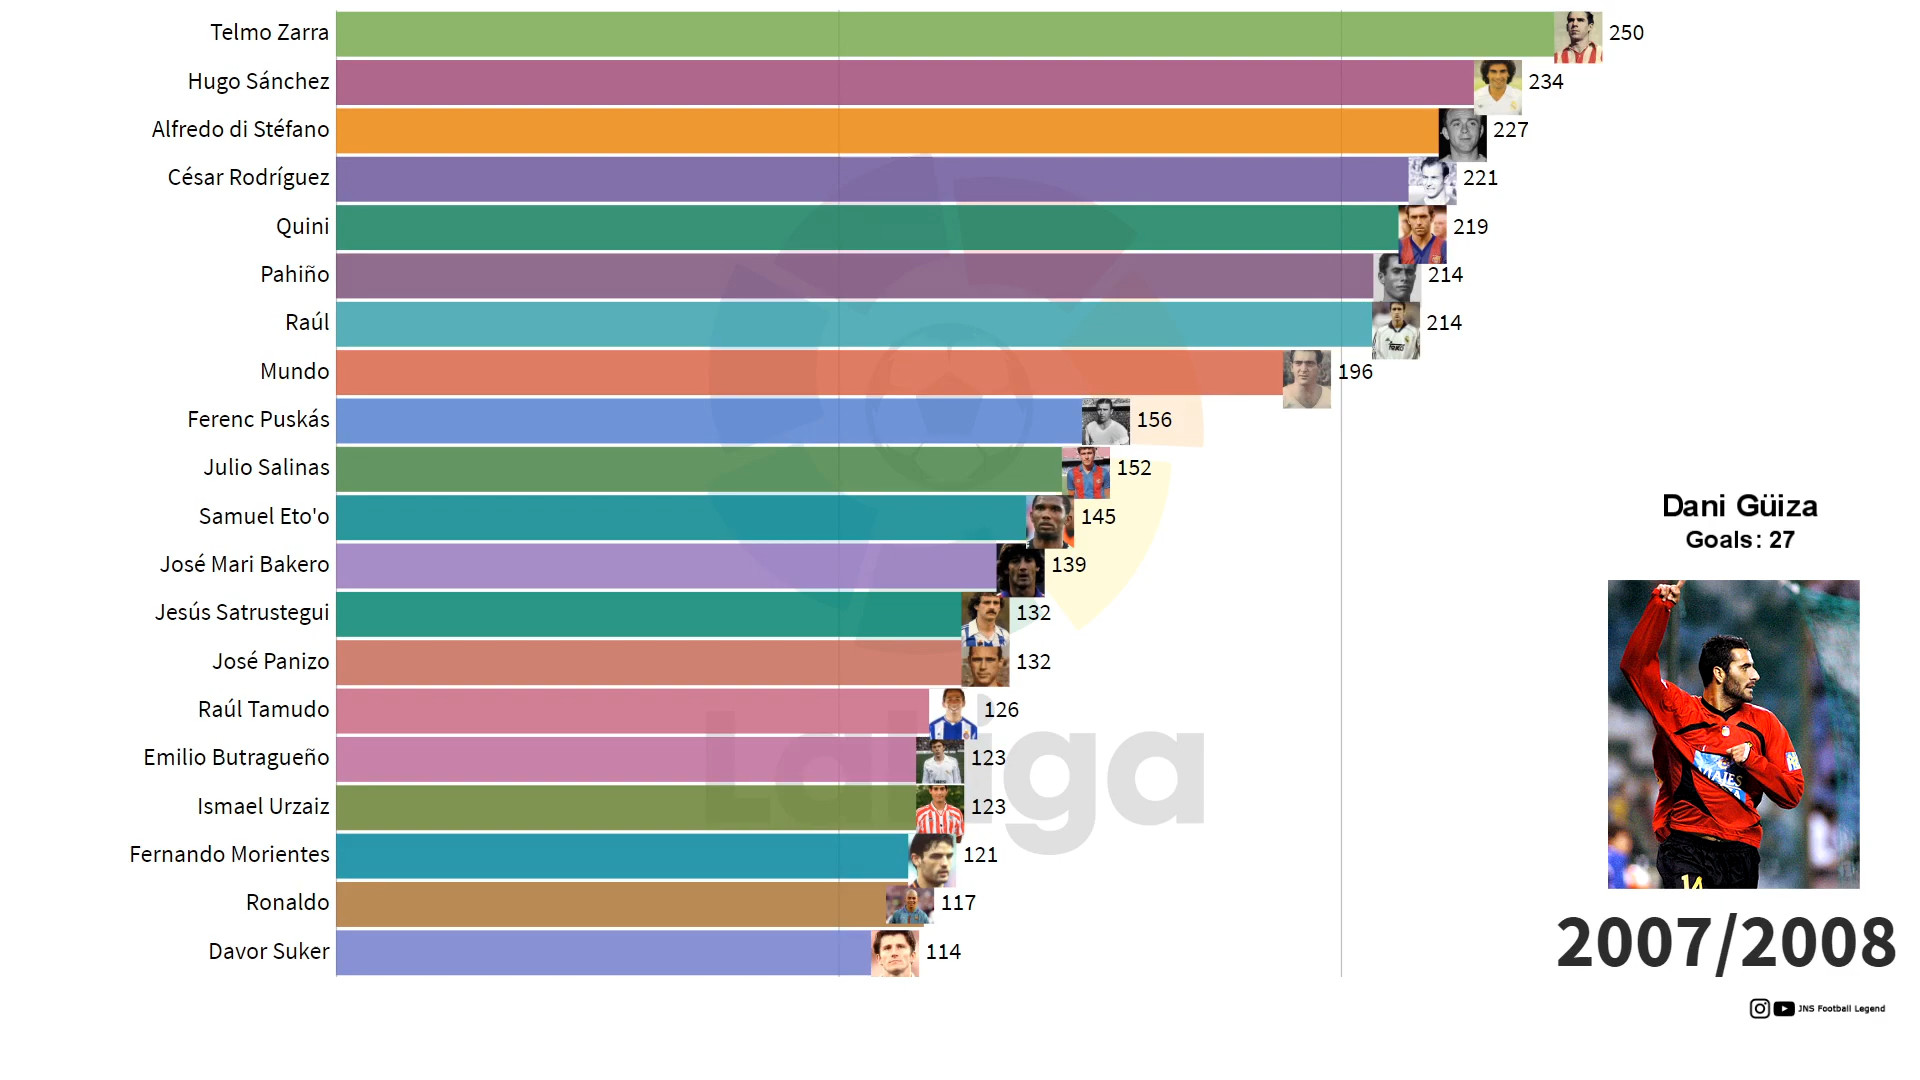 Telmo Zarra 250
Hugo Sánchez 234
Alfredo di Stéfano 227
César Rodríguez 221
Quini 219
Pahiño 214
Raúl 214
Mundo 196
Ferenc Puskás 156
Julio Salinas 152
Samuel Eto'o 145
José Mari Bakero 139
Jesús Satrustegui 132
José Panizo 132
Raúl Tamudo 126
Emilio Butragueño 123
Ismael Urzaiz 123
Fernando Morientes 121
Ronaldo 117
Davor Suker 114
LaLiga
Dani Güiza
Goals: 27
14
2007/2008
JNS Football Legend